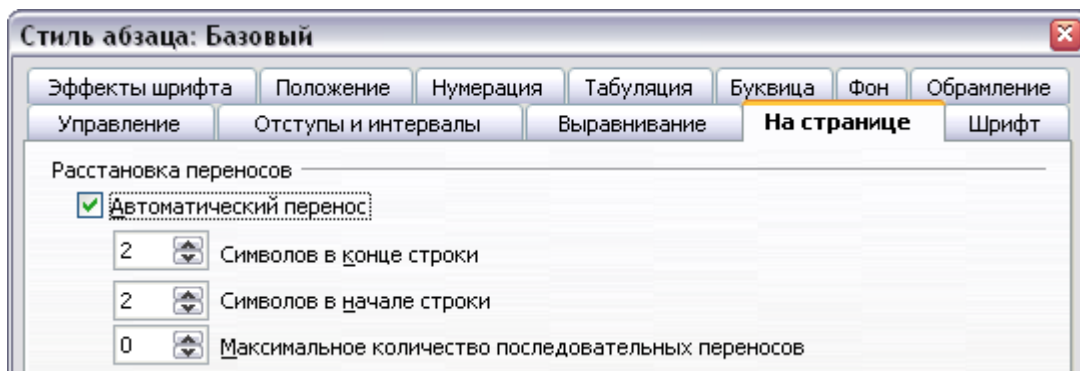 Стиль абзаца: Базовый
Эффекты шрифта Положение Нумерация Табуляция Буквица Фон Обрамление
Управление Отступы и интервалы Выравнивание На странице Шрифт
Расстановка переносов
Автоматический перенос
2 Символов в конце строки
2 Символов в начале строки
0 Максимальное количество последовательных переносов